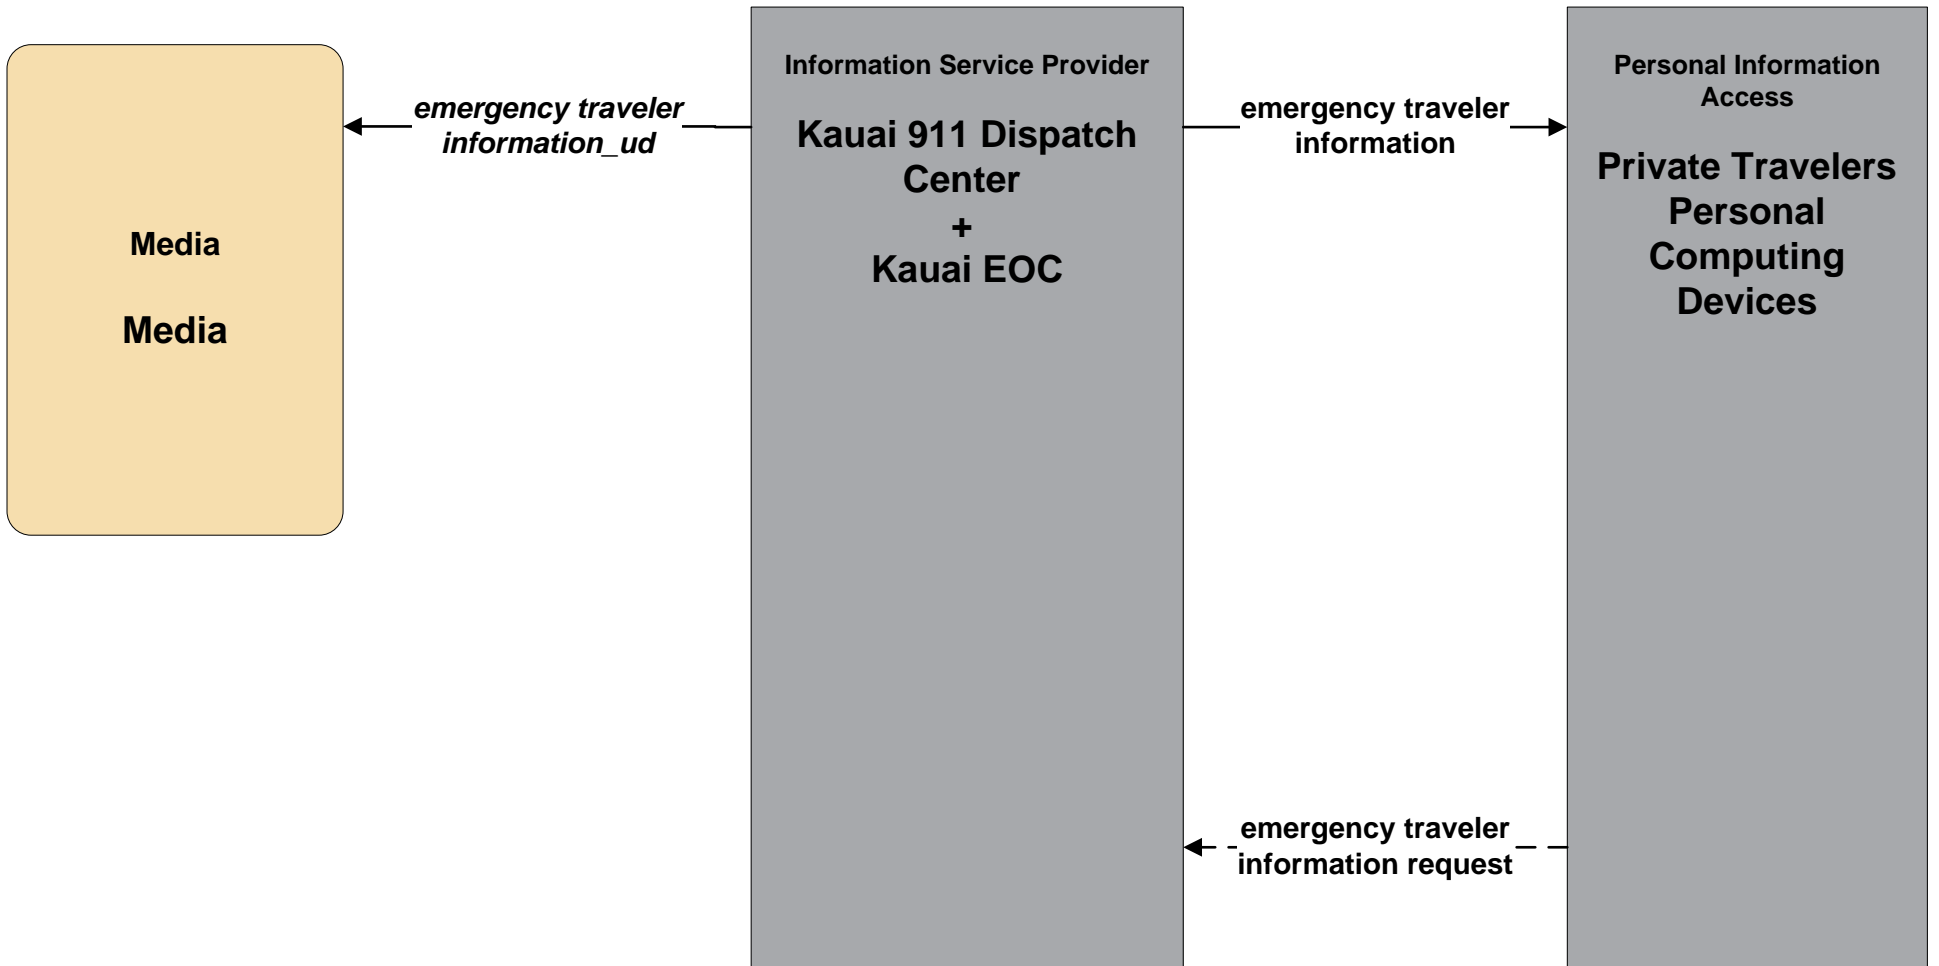 Media
Media
emergency traveler
information_ud
Information Service Provider
Kauai 911 Dispatch
Center
+
Kauai EOC
emergency traveler
information
Personal Information
Access
Private Travelers
Personal
Computing
Devices
emergency traveler
information request